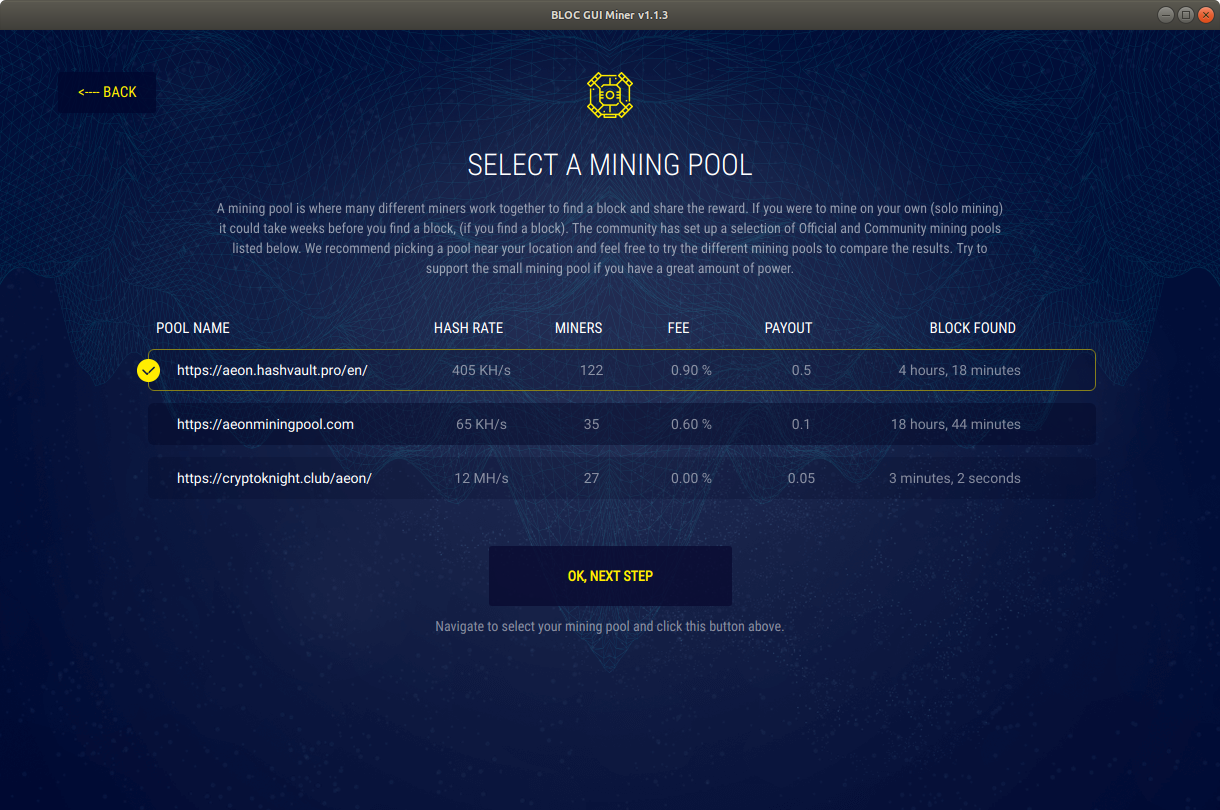 BLOC GUI Miner v1.1.3
<---- BACK
SELECT A MINING POOL
A mining pool is where many different miners work together to find a block and share the reward. If you were to mine on your own (solo mining)
it could take weeks before you find a block, (if you find a block). The community has set up a selection of Official and Community mining pools
listed below. We recommend picking a pool near your location and feel free to try the different mining pools to compare the results. Try to
support the small mining pool if you have a great amount of power.
POOL NAME HASH RATE MINERS FEE PAYOUT BLOCK FOUND
https://aeon.hashvault.pro/en/ 405 KH/s 122 0.90 % 0.5 4 hours, 18 minutes
https://aeonminingpool.com 65 KH/s 35 0.60 % 0.1 18 hours, 44 minutes
https://cryptoknight.club/aeon/ 12 MH/s 27 0.00 % 0.05 3 minutes, 2 seconds
OK, NEXT STEP
Navigate to select your mining pool and click this button above.